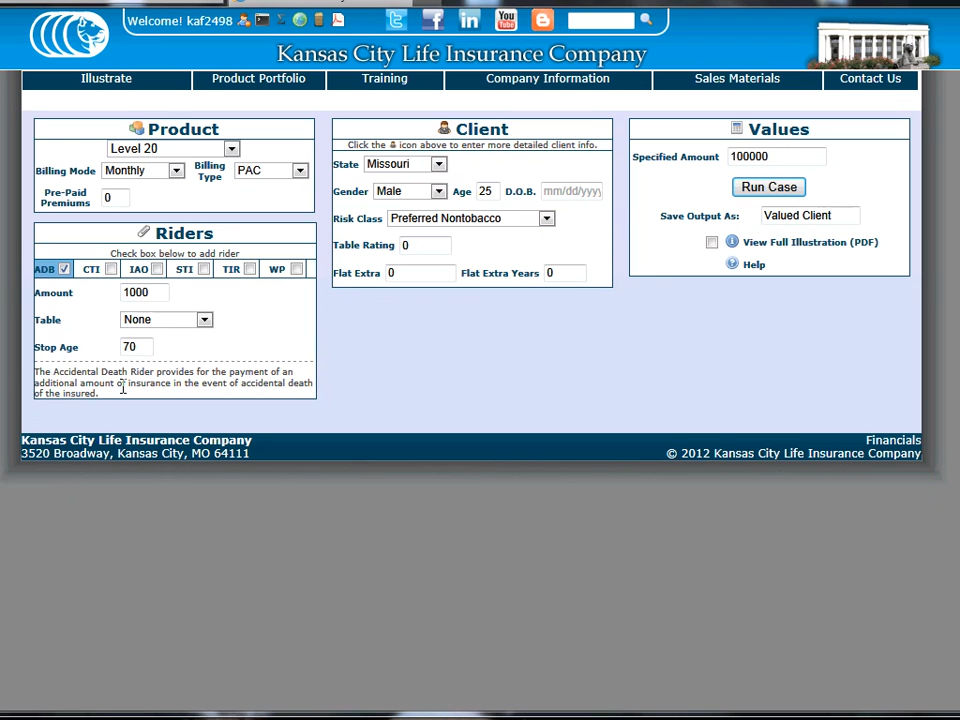 Welcome! kaf2498
You
Kansas City Life Insurance Company
Illustrate
Product Portfolio
Training
Company Information
Sales Materials
Contact Us
Product
Level 20
Billing Mode Monthly Billing Type PAC
Pre-Paid Premiums 0
Riders
Check box below to add rider
ADB CTI IAO STI TIR WP
Amount 1000
Table None
Stop Age 70
The Accidental Death Rider provides for the payment of an
additional amount of insurance in the event of accidental death
of the insured.
Client
Click the icon above to enter more detailed client info.
State Missouri
Gender Male Age 25 D.O.B. mm/dd/yyyy
Risk Class Preferred Nontobacco
Table Rating 0
Flat Extra 0 Flat Extra Years 0
Values
Specified Amount 100000
Run Case
Save Output As: Valued Client
View Full Illustration (PDF)
Help
Kansas City Life Insurance Company
3520 Broadway, Kansas City, MO 64111
Financials
© 2012 Kansas City Life Insurance Company